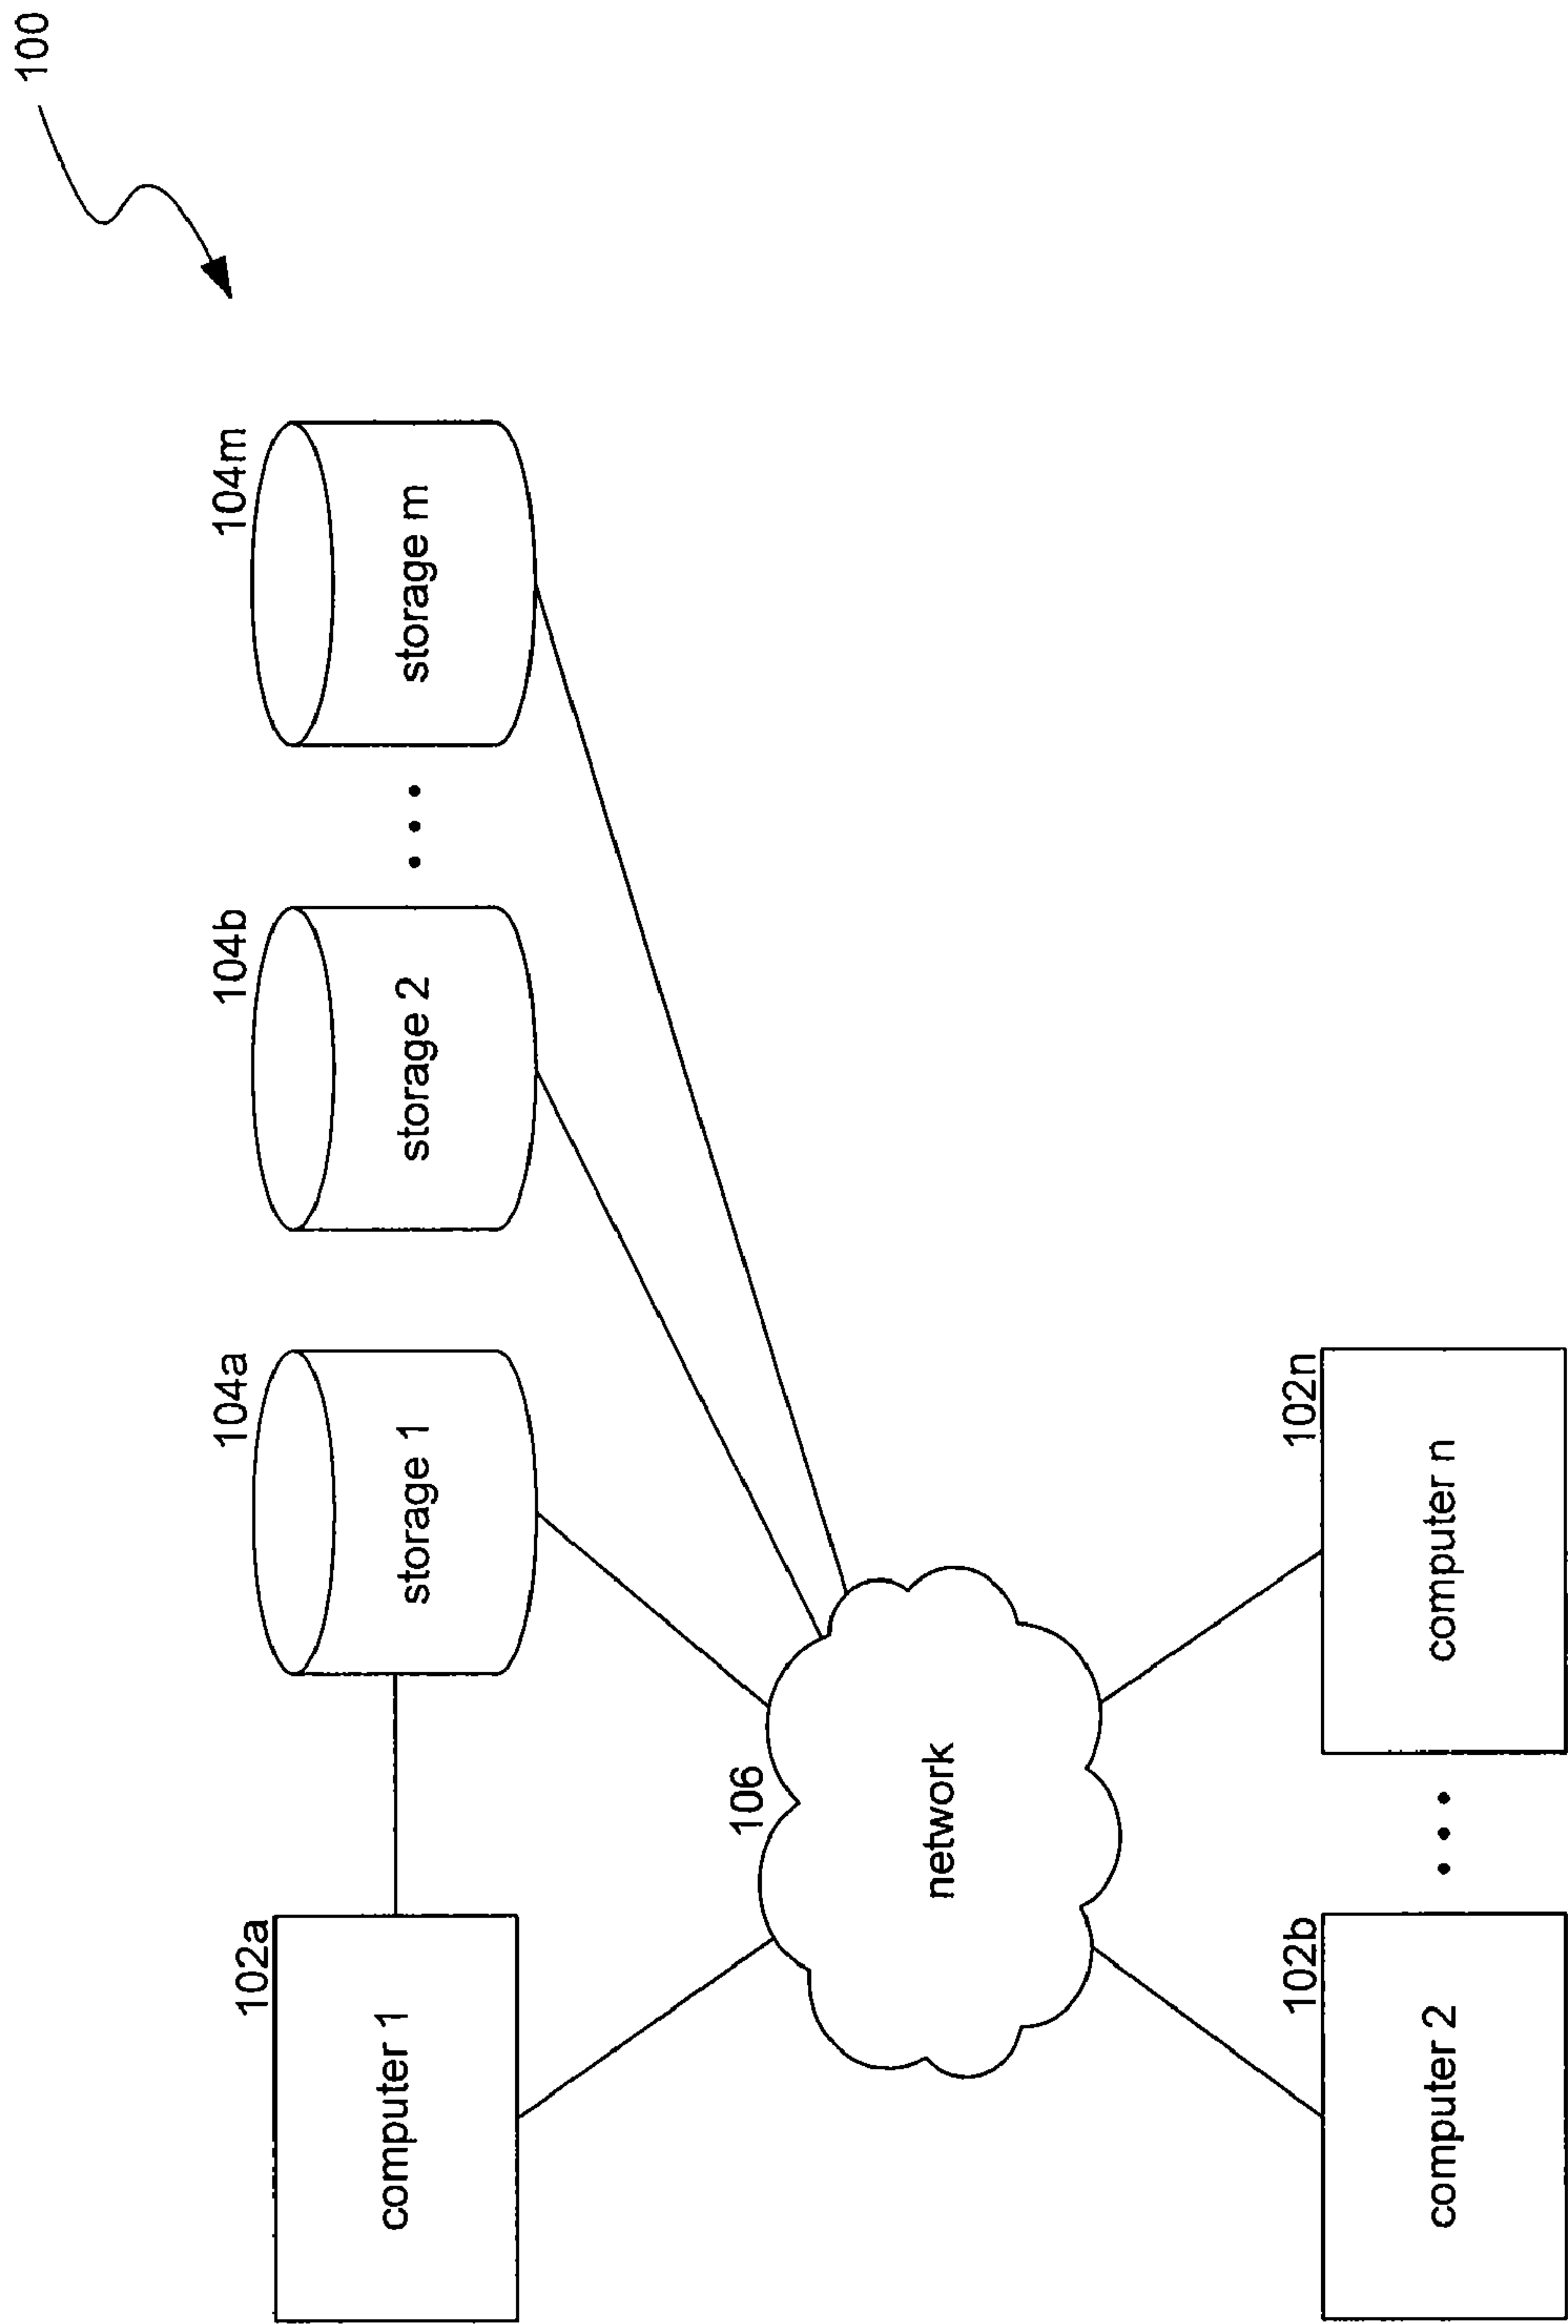 100
102a
104a
104b
104m
computer 1
storage 1
storage 2
...
storage m
106
network
102b
102n
computer 2
...
computer n